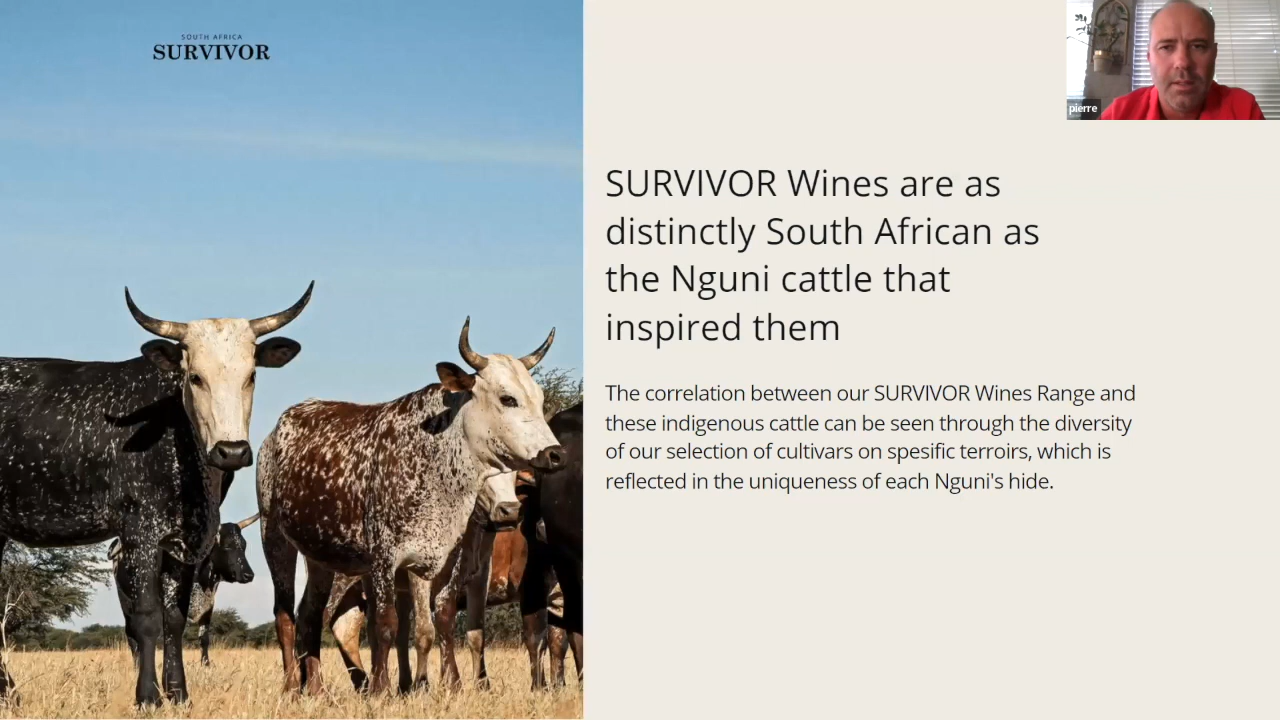 SOUTH AFRICA
SURVIVOR
pierre
SURVIVOR Wines are as
distinctly South African as
the Nguni cattle that
inspired them
The correlation between our SURVIVOR Wines Range and
these indigenous cattle can be seen through the diversity
of our selection of cultivars on spesific terroirs, which is
reflected in the uniqueness of each Nguni's hide.